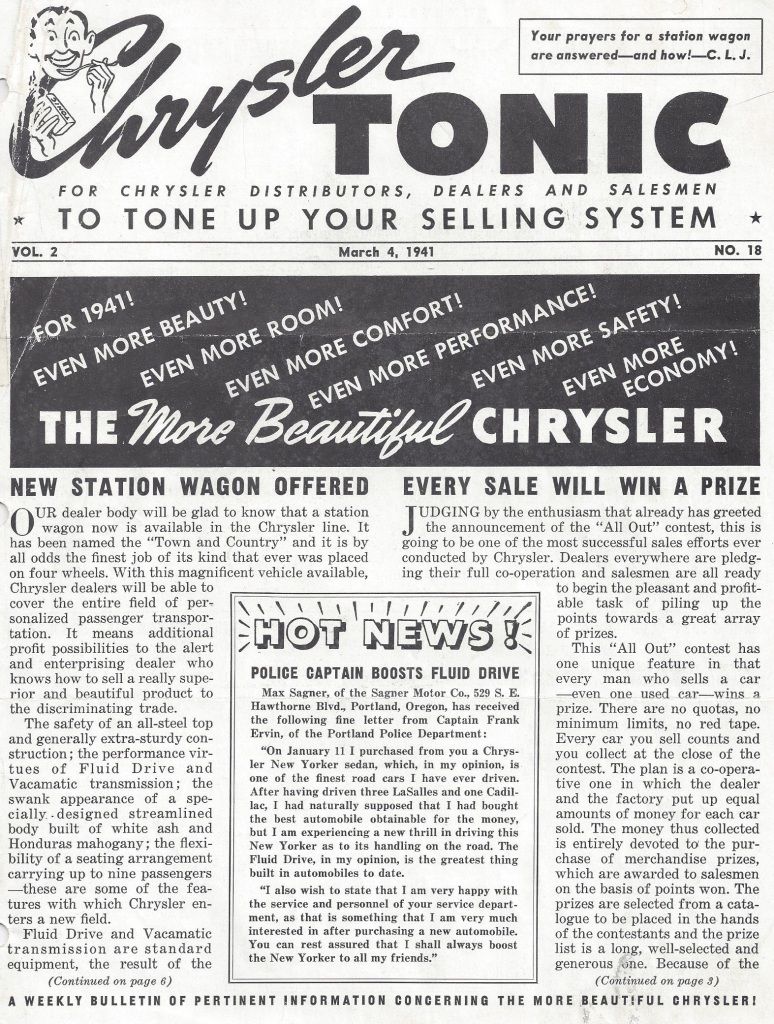 Chrysler
TONIC
Your prayers for a station wagon
are answered—and how!—C. L. J.
TONIC
FOR CHRYSLER DISTRIBUTORS, DEALERS AND SALESMEN
★ TO TONE UP YOUR SELLING SYSTEM ★
VOL. 2 March 4, 1941 NO. 18
FOR 1941!
EVEN MORE BEAUTY!
EVEN MORE ROOM!
EVEN MORE COMFORT!
EVEN MORE PERFORMANCE!
EVEN MORE SAFETY!
EVEN MORE
ECONOMY!
THE More Beautiful CHRYSLER
NEW STATION WAGON OFFERED
OUR dealer body will be glad to know that a station
wagon now is available in the Chrysler line. It
has been named the “Town and Country” and it is by
all odds the finest job of its kind that ever was placed
on four wheels. With this magnificent vehicle available,
Chrysler dealers will be able to
cover the entire field of per-
sonalized passenger transpor-
tation. It means additional
profit possibilities to the alert
and enterprising dealer who
knows how to sell a really supe-
rior and beautiful product to
the discriminating trade.
The safety of an all-steel top
and generally extra-sturdy con-
struction; the performance vir-
tues of Fluid Drive and
Vacamatic transmission; the
swank appearance of a spe-
cially-designed streamlined
body built of white ash and
Honduras mahogany; the flexi-
bility of a seating arrangement
carrying up to nine passengers
—these are some of the fea-
tures with which Chrysler en-
ters a new field.
Fluid Drive and Vacamatic
transmission are standard
equipment, the result of the
(Continued on page 6)
HOT NEWS!
POLICE CAPTAIN BOOSTS FLUID DRIVE
Max Sagner, of the Sagner Motor Co., 529 S. E.
Hawthorne Blvd., Portland, Oregon, has received
the following fine letter from Captain Frank
Ervin, of the Portland Police Department:
“On January 11 I purchased from you a Chrys-
ler New Yorker sedan, which, in my opinion, is
one of the finest road cars I have ever driven.
After having driven three LaSalles and one Cadil-
lac, I had naturally supposed that I had bought
the best automobile obtainable for the money,
but I am experiencing a new thrill in driving this
New Yorker as to its handling on the road. The
Fluid Drive, in my opinion, is the greatest thing
built in automobiles to date.
“I also wish to state that I am very happy with
the service and personnel of your service depart-
ment, as that is something that I am very much
interested in after purchasing a new automobile.
You can rest assured that I shall always boost
the New Yorker to all my friends.”
EVERY SALE WILL WIN A PRIZE
JUDGING by the enthusiasm that already has greeted
the announcement of the “All Out” contest, this is
going to be one of the most successful sales efforts ever
conducted by Chrysler. Dealers everywhere are pledg-
ing their full co-operation and salesmen are all ready
to begin the pleasant and profit-
able task of piling up the
points towards a great array
of prizes.
This “All Out” contest has
one unique feature in that
every man who sells a car
—even one used car—wins a
prize. There are no quotas, no
minimum limits, no red tape.
Every car you sell counts and
you collect at the close of the
contest. The plan is a co-opera-
tive one in which the dealer
and the factory put up equal
amounts of money for each car
sold. The money thus collected
is entirely devoted to the pur-
chase of merchandise prizes,
which are awarded to salesmen
on the basis of points won. The
prizes are selected from a cata-
logue to be placed in the hands
of the contestants and the prize
list is a long, well-selected and
generous one. Because of the
(Continued on page 3)
A WEEKLY BULLETIN OF PERTINENT INFORMATION CONCERNING THE MORE BEAUTIFUL CHRYSLER!